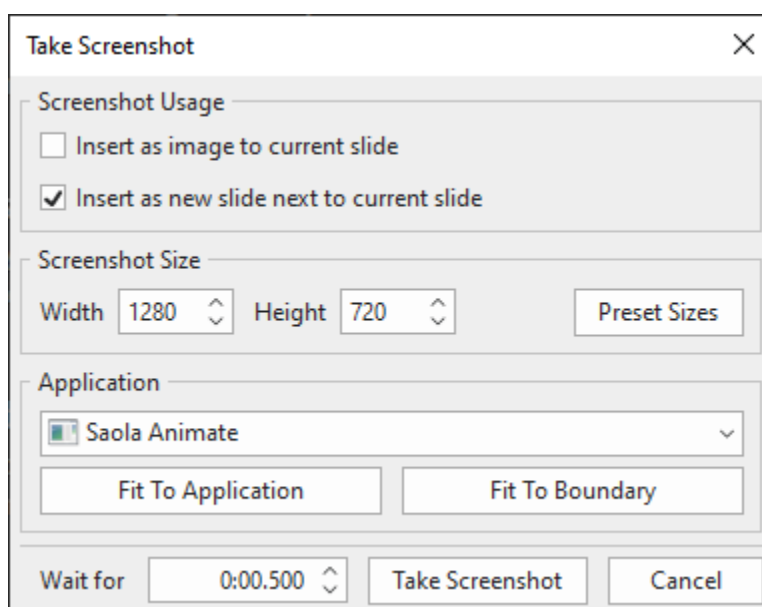 Take Screenshot
Screenshot Usage
Insert as image to current slide
Insert as new slide next to current slide
Screenshot Size
Width 1280 Height 720 Preset Sizes
Application
Saola Animate
Fit To Application Fit To Boundary
Wait for 0:00.500 Take Screenshot Cancel